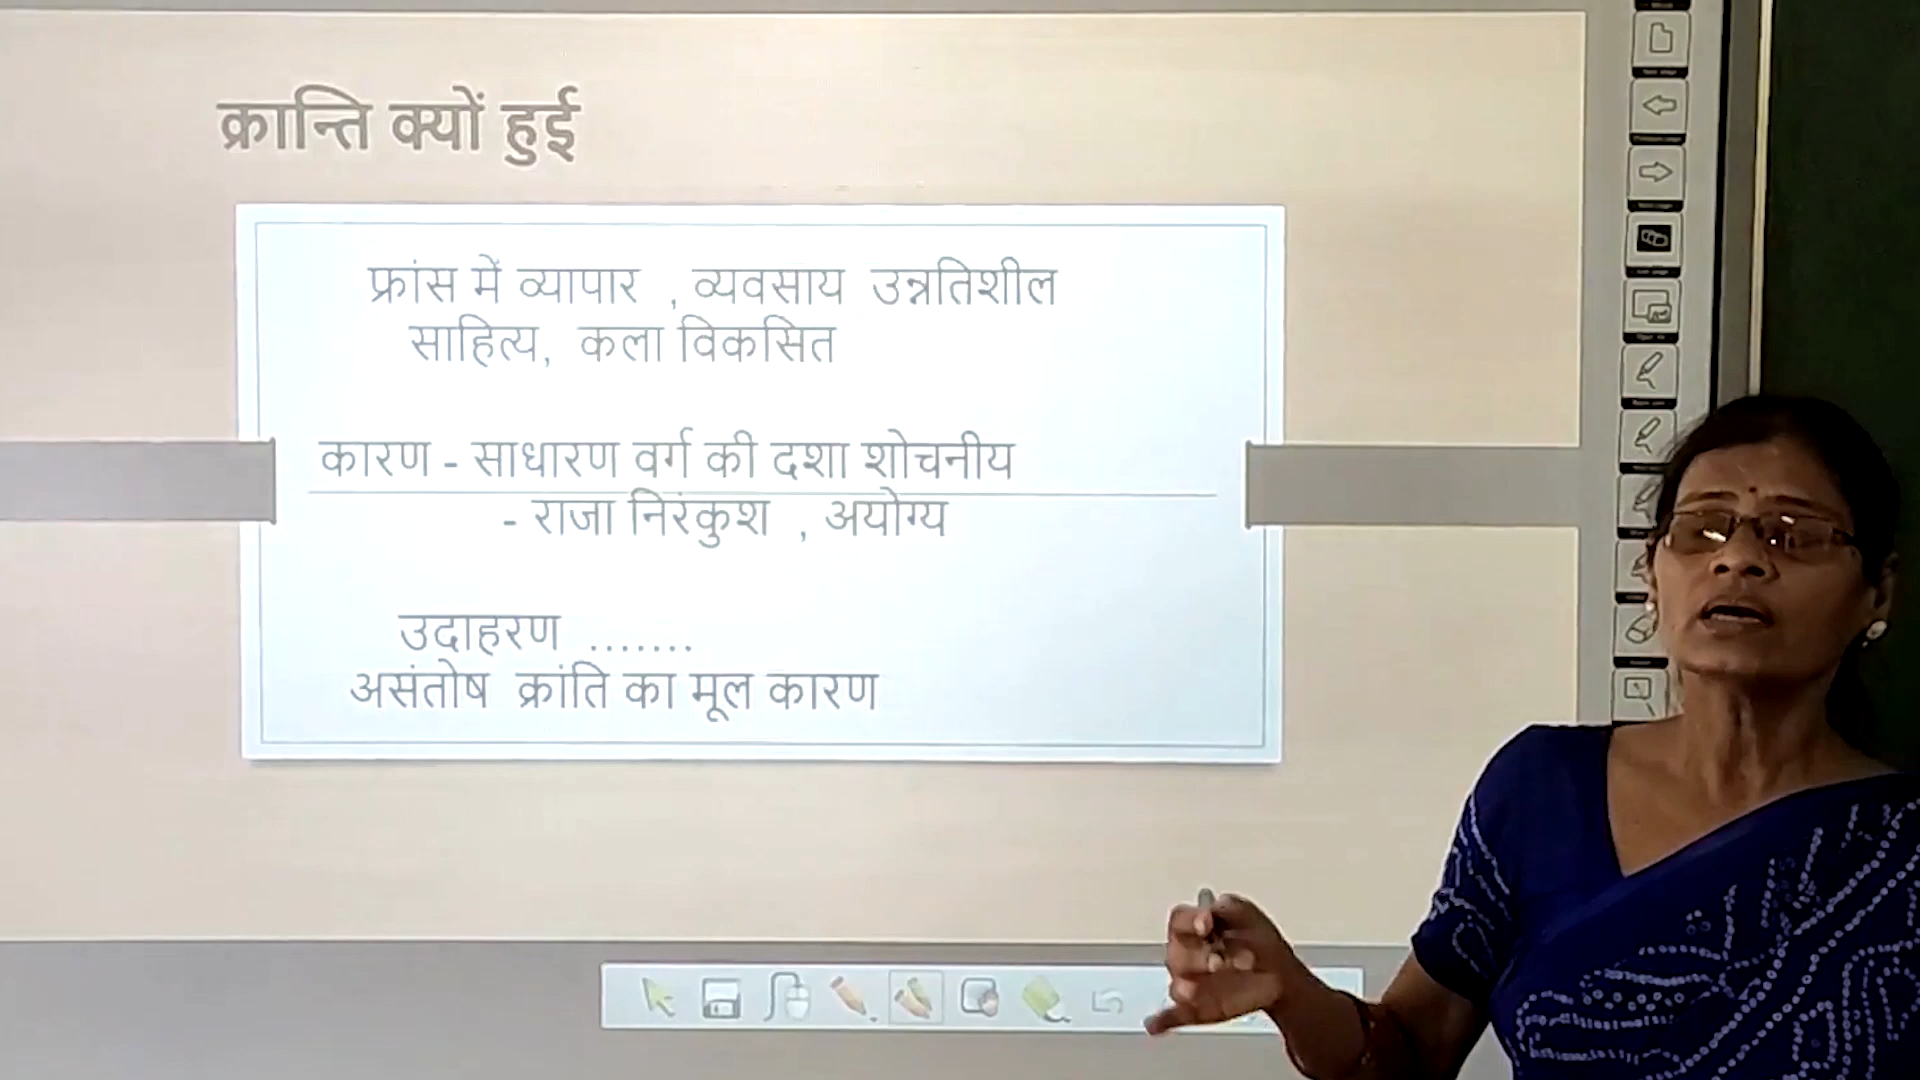 क्रान्ति क्यों हुई
फ्रांस में व्यापार , व्यवसाय उन्नतिशील
साहित्य, कला विकसित
कारण - साधारण वर्ग की दशा शोचनीय
- राजा निरंकुश , अयोग्य
उदाहरण .......
असंतोष क्रांति का मूल कारण